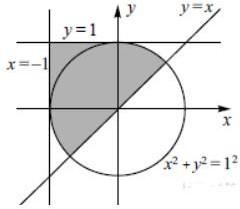 y
y=x
y=1
x=−1
x
x² + y² = 1²